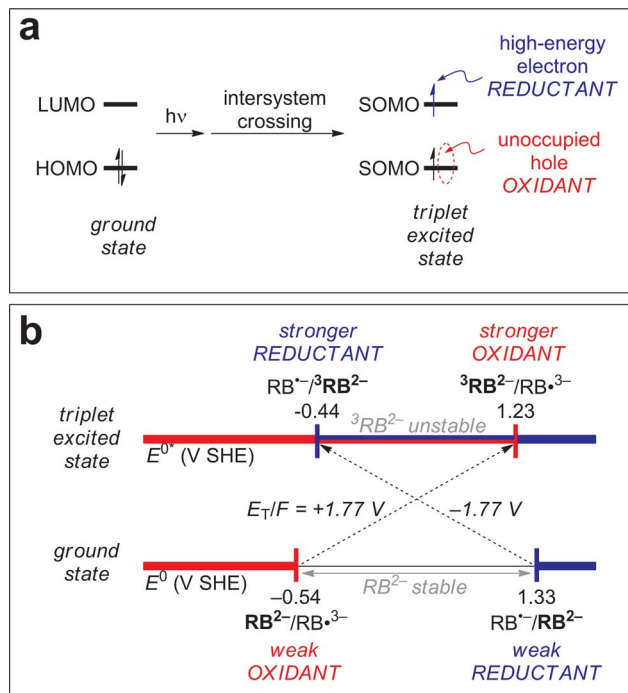 a
LUMO
HOMO
ground
state
hν
intersystem
crossing
SOMO
SOMO
triplet
excited
state
high-energy
electron
REDUCTANT
unoccupied
hole
OXIDANT
b
stronger
REDUCTANT
stronger
OXIDANT
RB•–/³RB²⁻
³RB²⁻/RB•³⁻
-0.44
1.23
triplet
excited
state
³RB²⁻ unstable
E⁰* (V SHE)
E_T/F = +1.77 V
–1.77 V
ground
state
E⁰ (V SHE)
RB²⁻ stable
–0.54
1.33
RB²⁻/RB•³⁻
RB•–/RB²⁻
weak
OXIDANT
weak
REDUCTANT